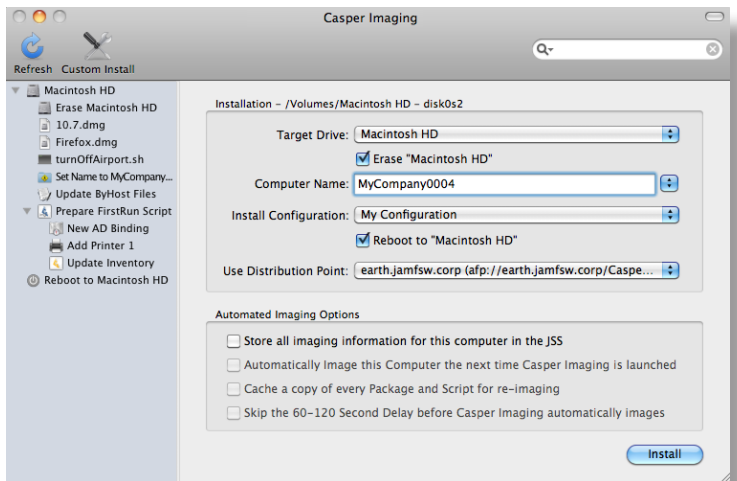 Casper Imaging
Refresh Custom Install
Macintosh HD
Erase Macintosh HD
10.7.dmg
Firefox.dmg
turnOffAirport.sh
Set Name to MyCompany...
Update ByHost Files
Prepare FirstRun Script
New AD Binding
Add Printer 1
Update Inventory
Reboot to Macintosh HD
Installation – /Volumes/Macintosh HD – disk0s2
Target Drive: Macintosh HD
Erase "Macintosh HD"
Computer Name: MyCompany0004
Install Configuration: My Configuration
Reboot to "Macintosh HD"
Use Distribution Point: earth.jamfsw.corp (afp://earth.jamfsw.corp/Caspe...
Automated Imaging Options
Store all imaging information for this computer in the JSS
Automatically Image this Computer the next time Casper Imaging is launched
Cache a copy of every Package and Script for re-imaging
Skip the 60–120 Second Delay before Casper Imaging automatically images
Install